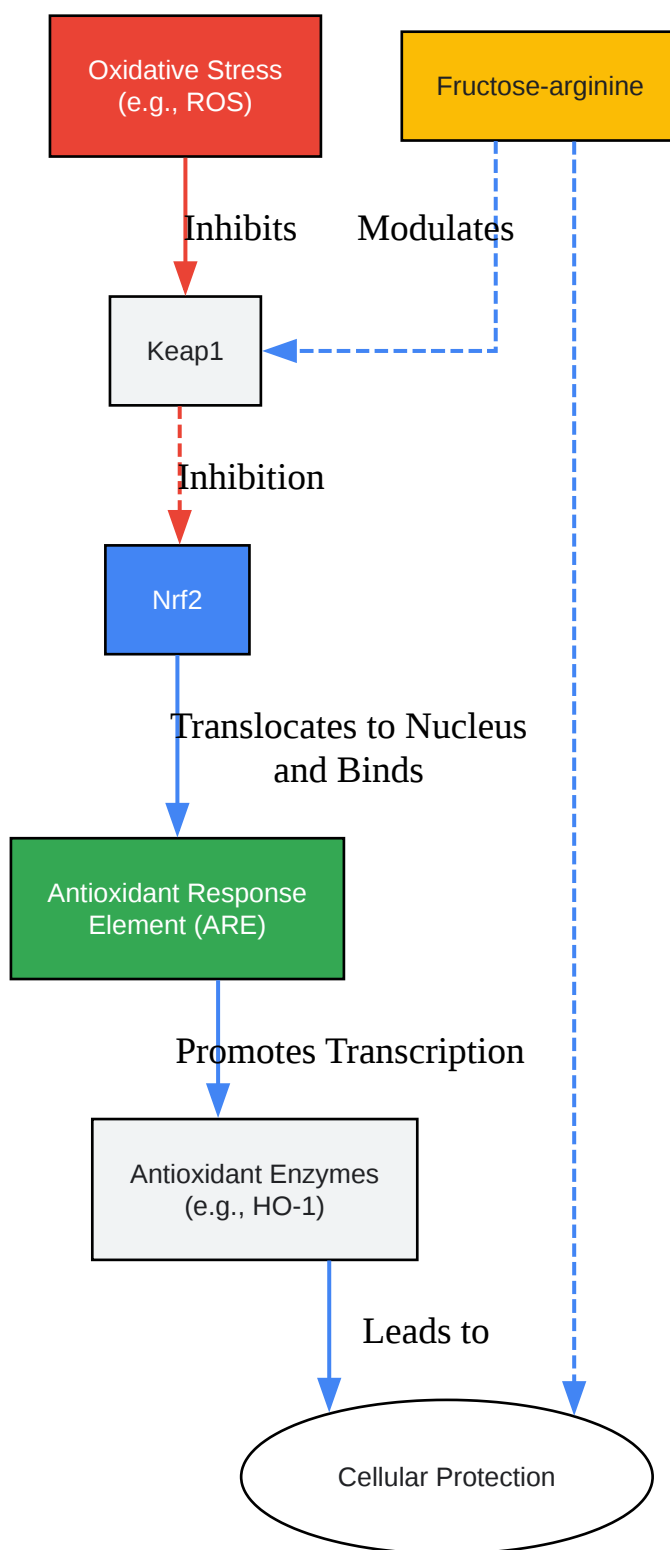 Oxidative Stress
(e.g., ROS)
Fructose-arginine
Inhibits
Modulates
Keap1
Inhibition
Nrf2
Translocates to Nucleus
and Binds
Antioxidant Response
Element (ARE)
Promotes Transcription
Antioxidant Enzymes
(e.g., HO-1)
Leads to
Cellular Protection